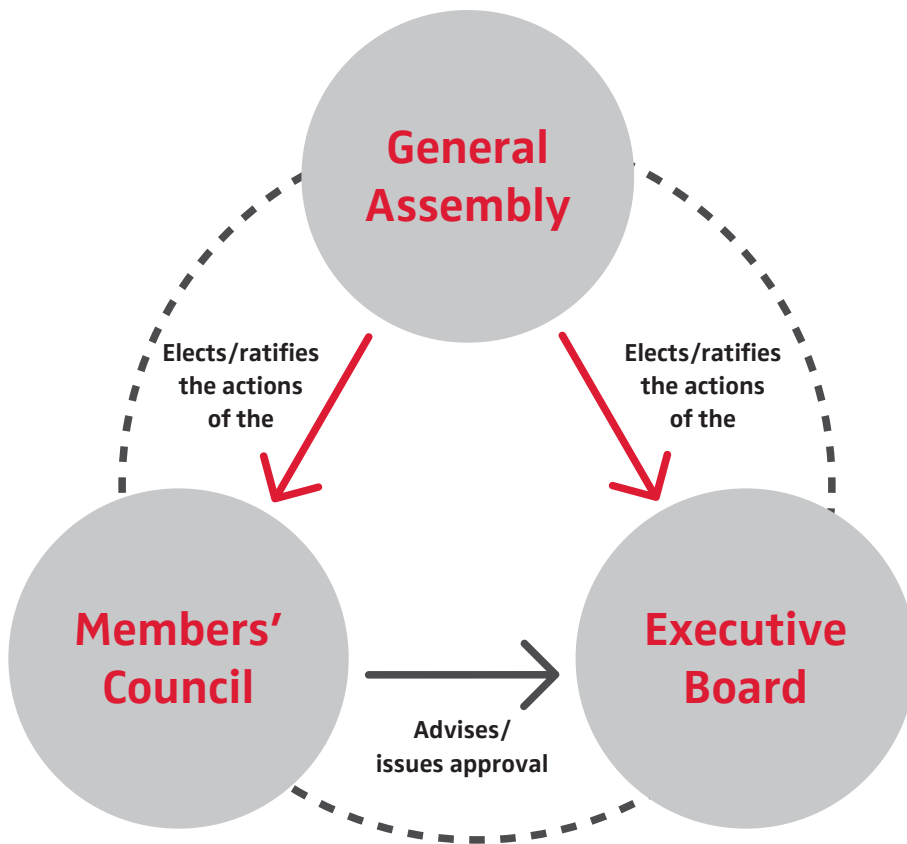 General
Assembly
Elects/ratifies
the actions
of the
Elects/ratifies
the actions
of the
Members’
Council
Executive
Board
Advises/
issues approval